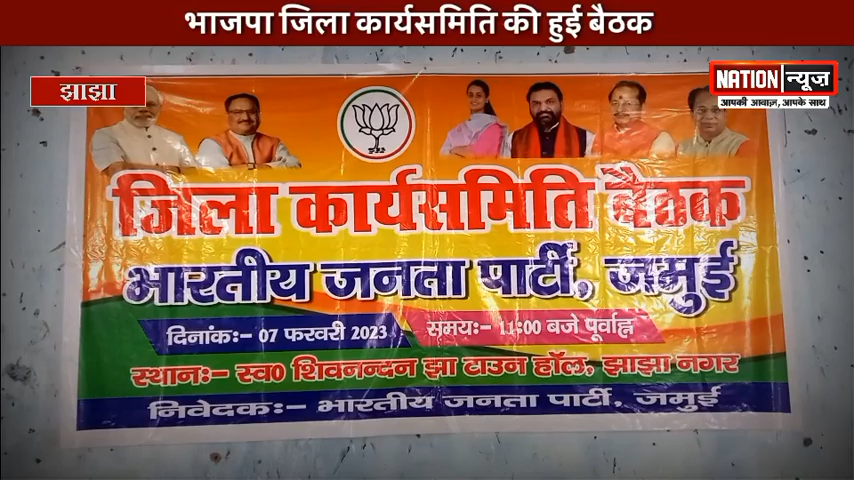 भाजपा जिला कार्यसमिति की हुई बैठक
झाझा
NATION न्यूज़
आपकी आवाज़, आपके साथ
जिला कार्यसमिति बैठक
भारतीय जनता पार्टी, जमुई
दिनांकः- 07 फरवरी 2023 समयः- 11:00 बजे पूर्वाह्न
स्थानः- स्व0 शिवनन्दन झा टाउन हॉल, झाझा नगर
निवेदकः- भारतीय जनता पार्टी, जमुई